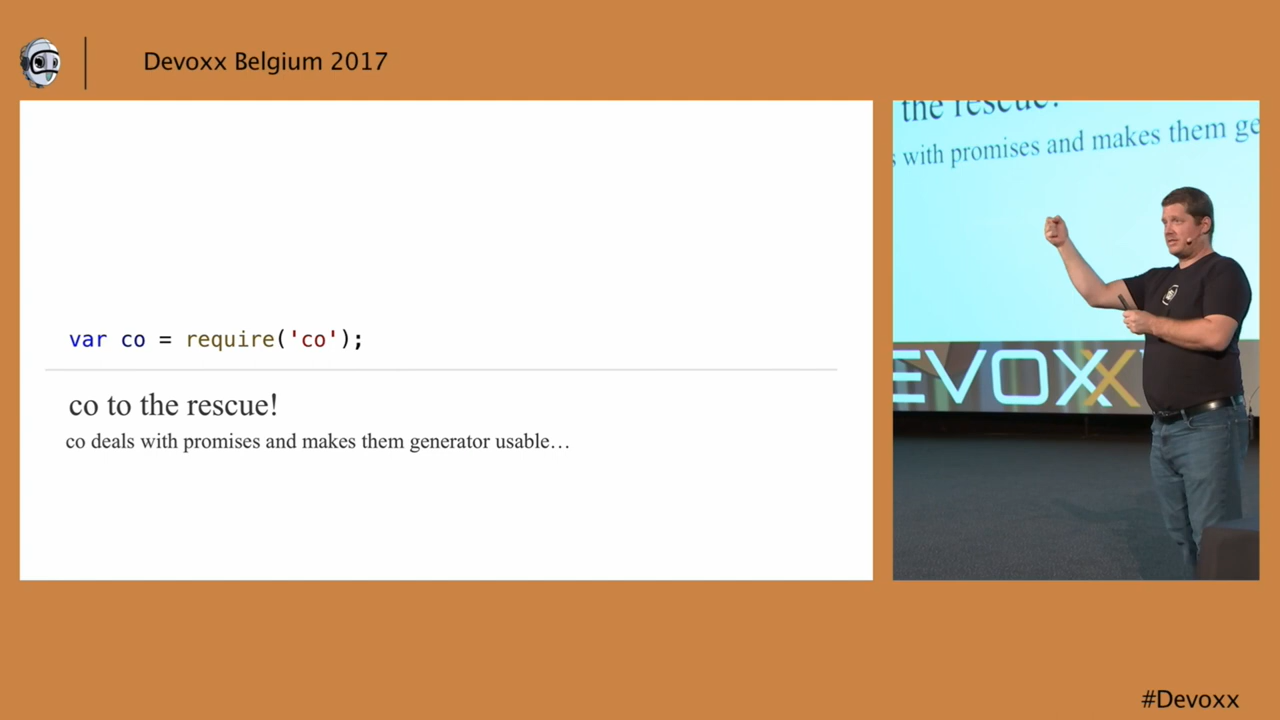 Devoxx Belgium 2017
var co = require('co');
co to the rescue!
co deals with promises and makes them generator usable…
the rescue!
with promises and makes them ge
EVOXX
#Devoxx